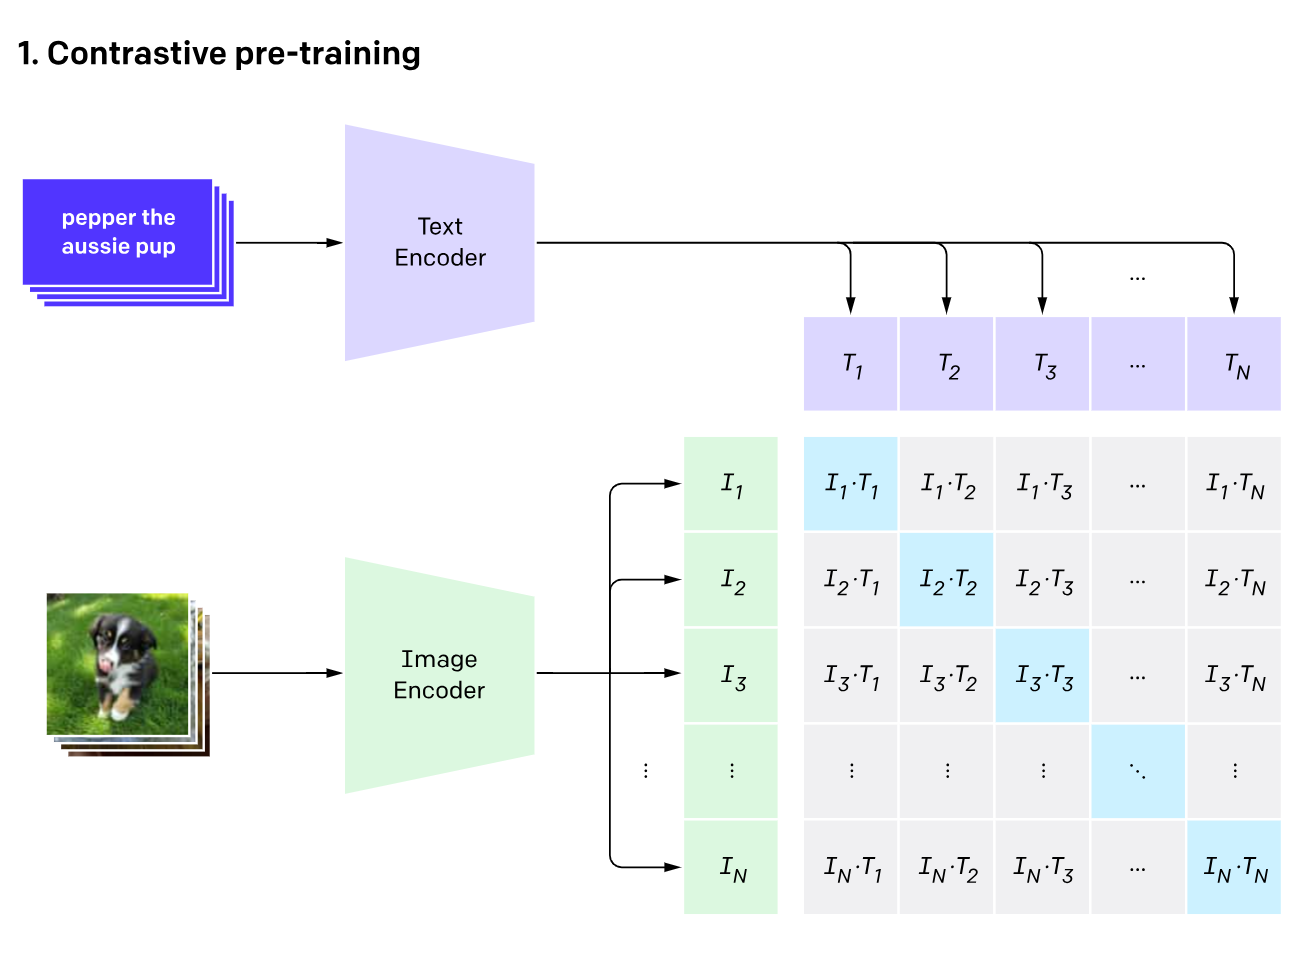 1. Contrastive pre-training
pepper the
aussie pup
Text
Encoder
...
T1 T2 T3 ... TN
I1 I1·T1 I1·T2 I1·T3 ... I1·TN
I2 I2·T1 I2·T2 I2·T3 ... I2·TN
Image
Encoder
I3 I3·T1 I3·T2 I3·T3 ... I3·TN
⋮ ⋮ ⋮ ⋮ ⋮ ⋱ ⋮
IN IN·T1 IN·T2 IN·T3 ... IN·TN